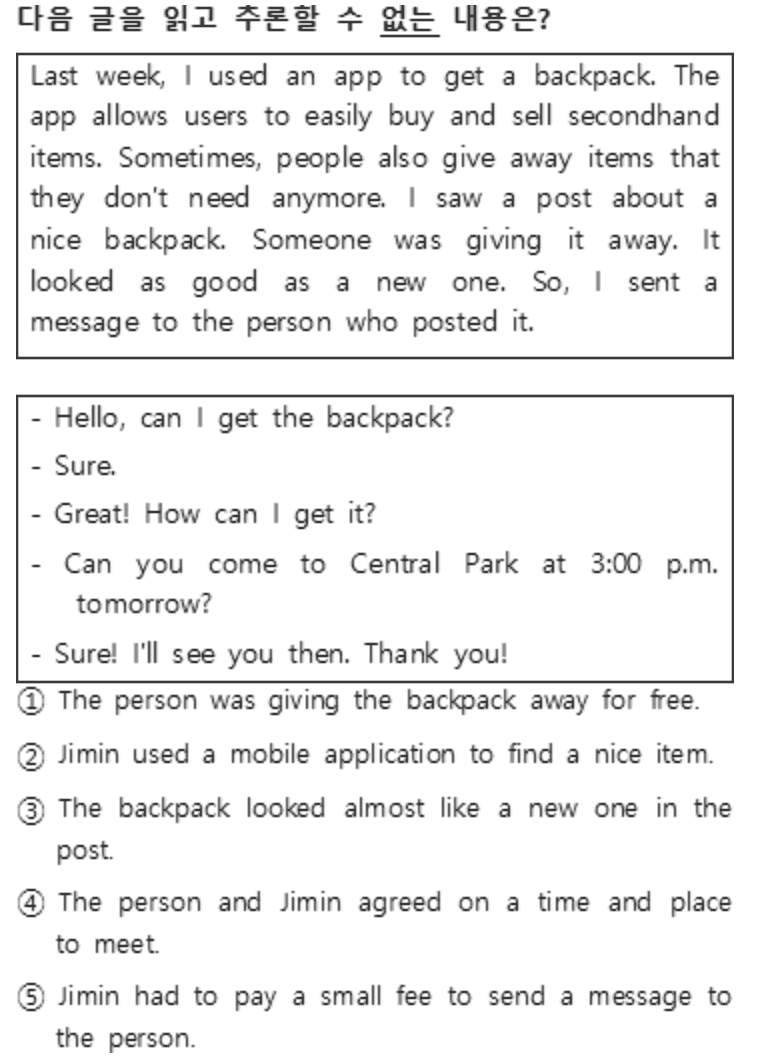 다음 글을 읽고 추론할 수 없는 내용은?
Last week, I used an app to get a backpack. The
app allows users to easily buy and sell secondhand
items. Sometimes, people also give away items that
they don't need anymore. I saw a post about a
nice backpack. Someone was giving it away. It
looked as good as a new one. So, I sent a
message to the person who posted it.
- Hello, can I get the backpack?
- Sure.
- Great! How can I get it?
- Can you come to Central Park at 3:00 p.m.
tomorrow?
- Sure! I'll see you then. Thank you!
① The person was giving the backpack away for free.
② Jimin used a mobile application to find a nice item.
③ The backpack looked almost like a new one in the
post.
④ The person and Jimin agreed on a time and place
to meet.
⑤ Jimin had to pay a small fee to send a message to
the person.